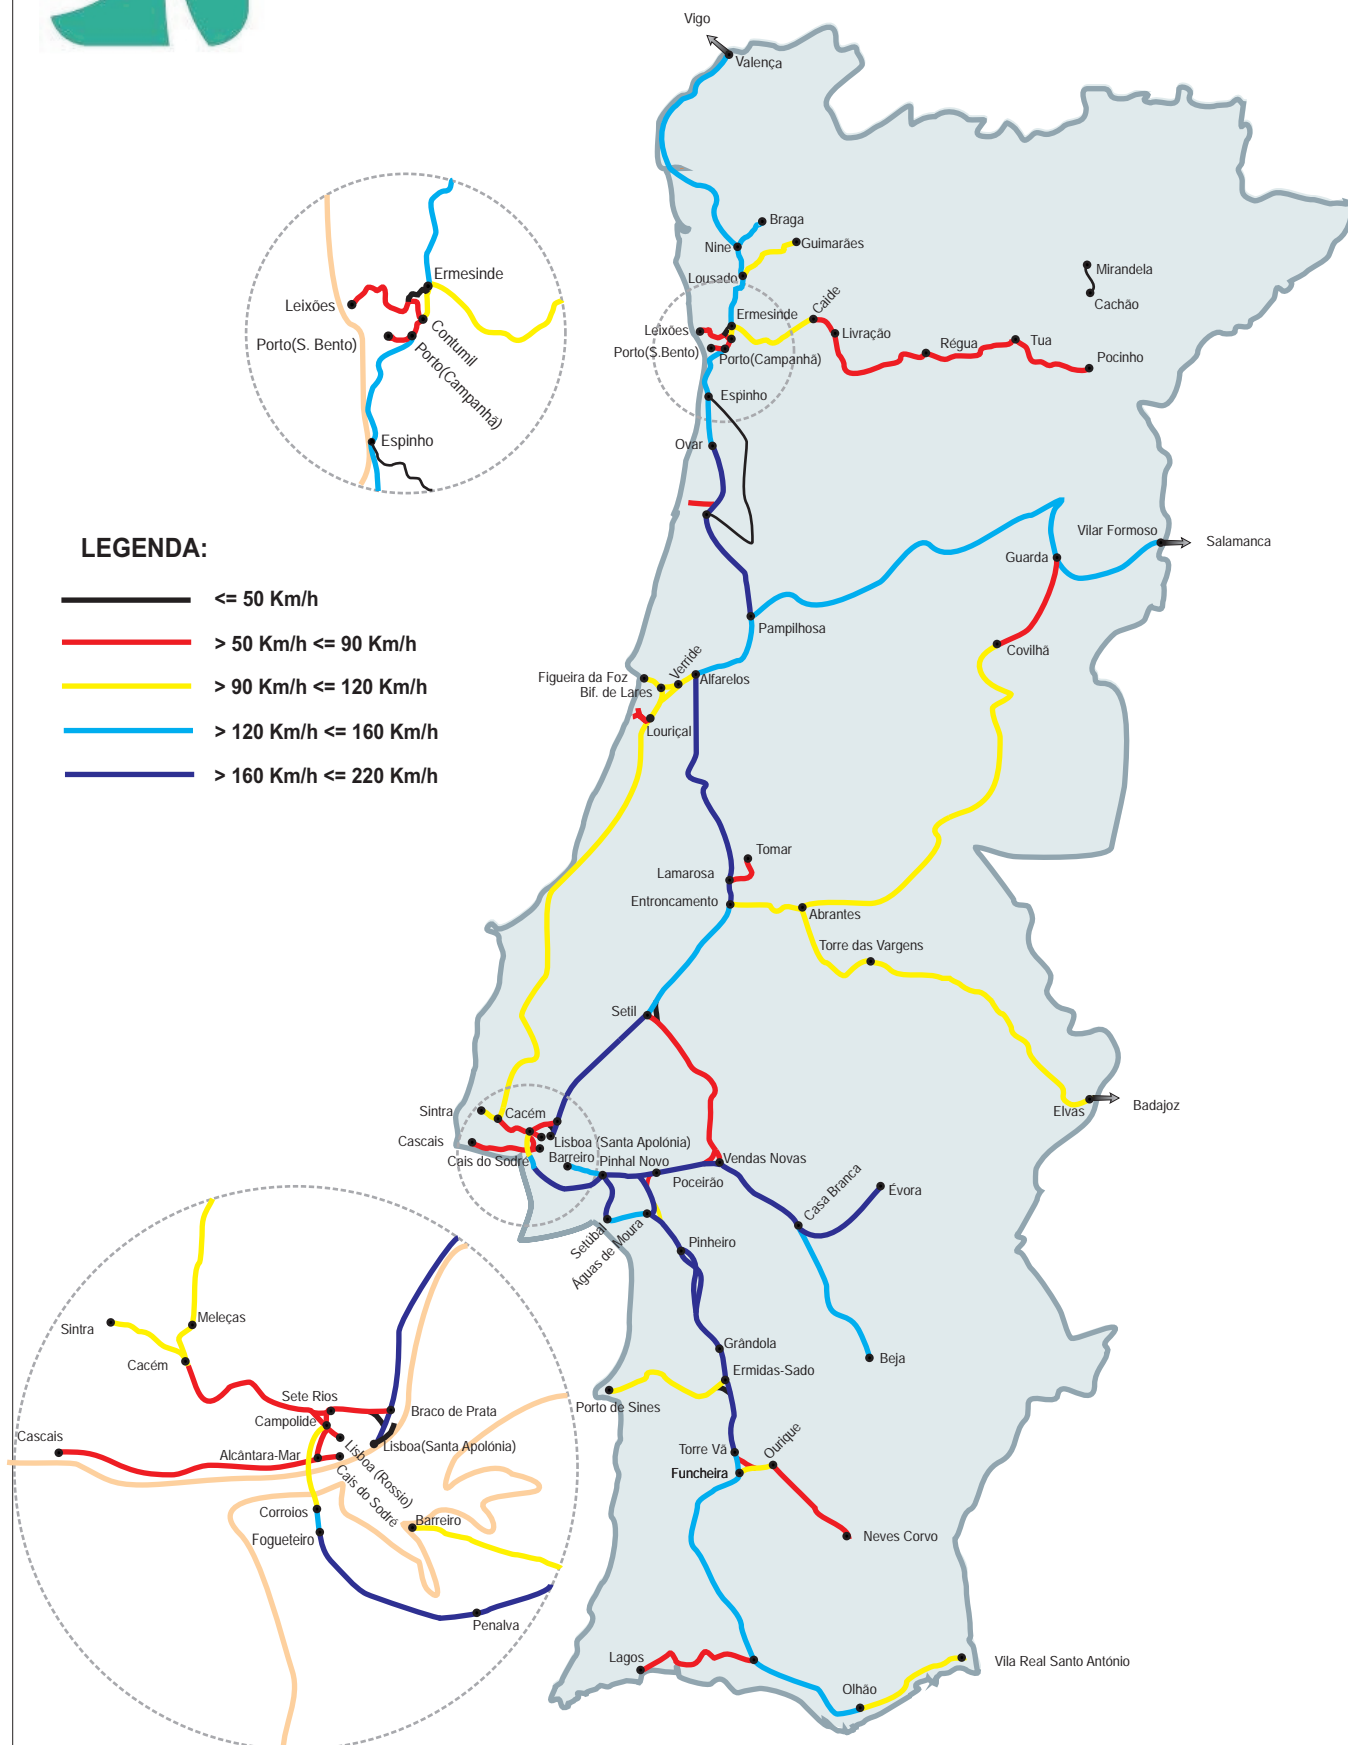 Vigo
Valença
Braga
Guimarães
Nine
Lousado
Mirandela
Cachão
Ermesinde
Caide
Leixões
Livração
Porto(S.Bento)
Porto(Campanhã)
Régua
Tua
Pocinho
Espinho
Ovar
Ermesinde
Leixões
Contumil
Porto(S. Bento)
Porto(Campanhã)
Espinho
LEGENDA:
<= 50 Km/h
> 50 Km/h <= 90 Km/h
> 90 Km/h <= 120 Km/h
> 120 Km/h <= 160 Km/h
> 160 Km/h <= 220 Km/h
Vilar Formoso
Salamanca
Guarda
Pampilhosa
Covilhã
Verride
Figueira da Foz
Bif. de Lares
Alfarelos
Louriçal
Tomar
Lamarosa
Entroncamento
Abrantes
Torre das Vargens
Setil
Elvas
Badajoz
Sintra
Cacém
Cascais
Lisboa (Santa Apolónia)
Cais do Sodré
Barreiro
Pinhal Novo
Vendas Novas
Poceirão
Casa Branca
Évora
Setúbal
Águas de Moura
Pinheiro
Grândola
Ermidas-Sado
Beja
Porto de Sines
Torre Vã
Ourique
Funcheira
Neves Corvo
Lagos
Olhão
Vila Real Santo António
Meleças
Sintra
Cacém
Sete Rios
Campolide
Braco de Prata
Cascais
Alcântara-Mar
Lisboa(Santa Apolónia)
Lisboa (Rossio)
Cais do Sodré
Corroios
Barreiro
Fogueteiro
Penalva